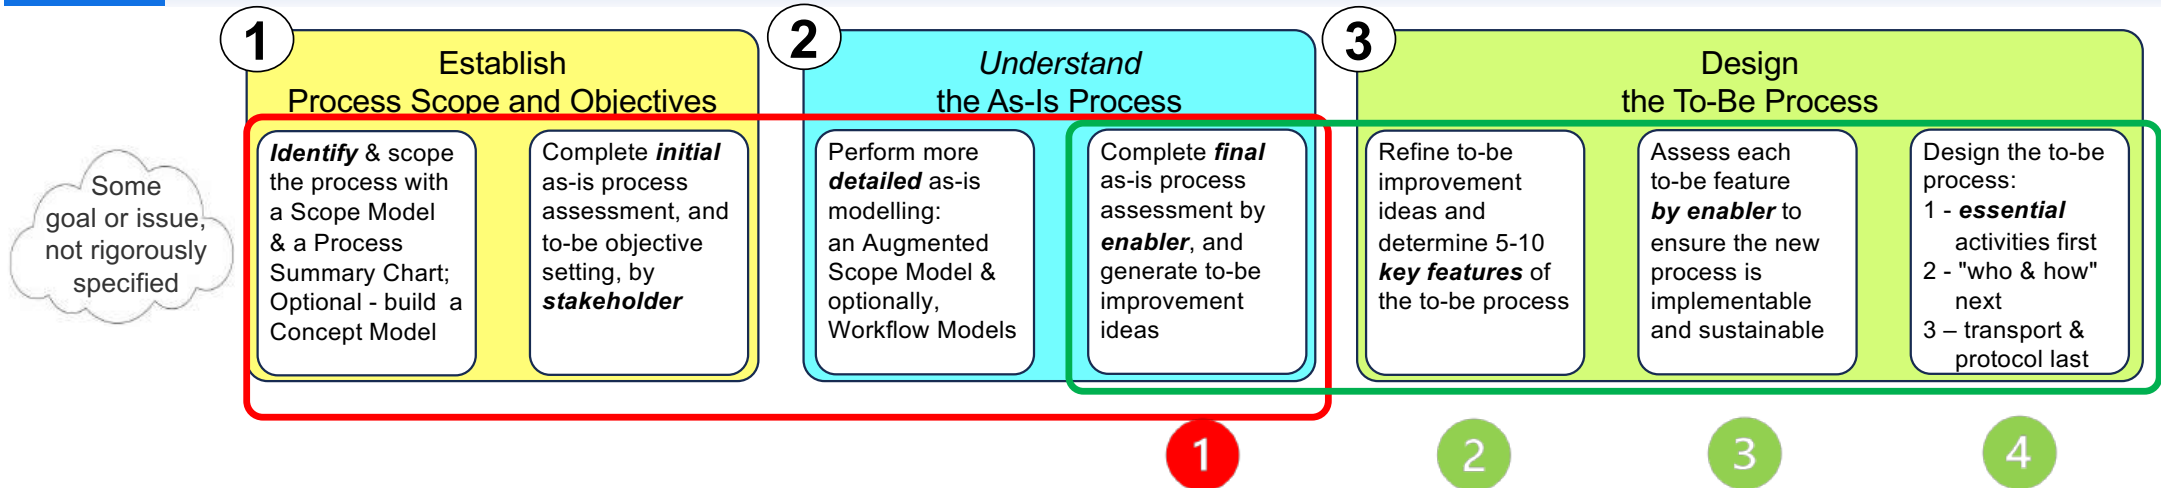 Some
goal or issue,
not rigorously
specified
1
Establish
Process Scope and Objectives
Identify & scope
the process with
a Scope Model
& a Process
Summary Chart;
Optional - build a
Concept Model
Complete initial
as-is process
assessment, and
to-be objective
setting, by
stakeholder
2
Understand
the As-Is Process
Perform more
detailed as-is
modelling:
an Augmented
Scope Model &
optionally,
Workflow Models
Complete final
as-is process
assessment by
enabler, and
generate to-be
improvement
ideas
3
Design
the To-Be Process
Refine to-be
improvement
ideas and
determine 5-10
key features of
the to-be process
Assess each
to-be feature
by enabler to
ensure the new
process is
implementable
and sustainable
Design the to-be
process:
1 - essential
activities first
2 - "who & how"
next
3 – transport &
protocol last
1
2
3
4